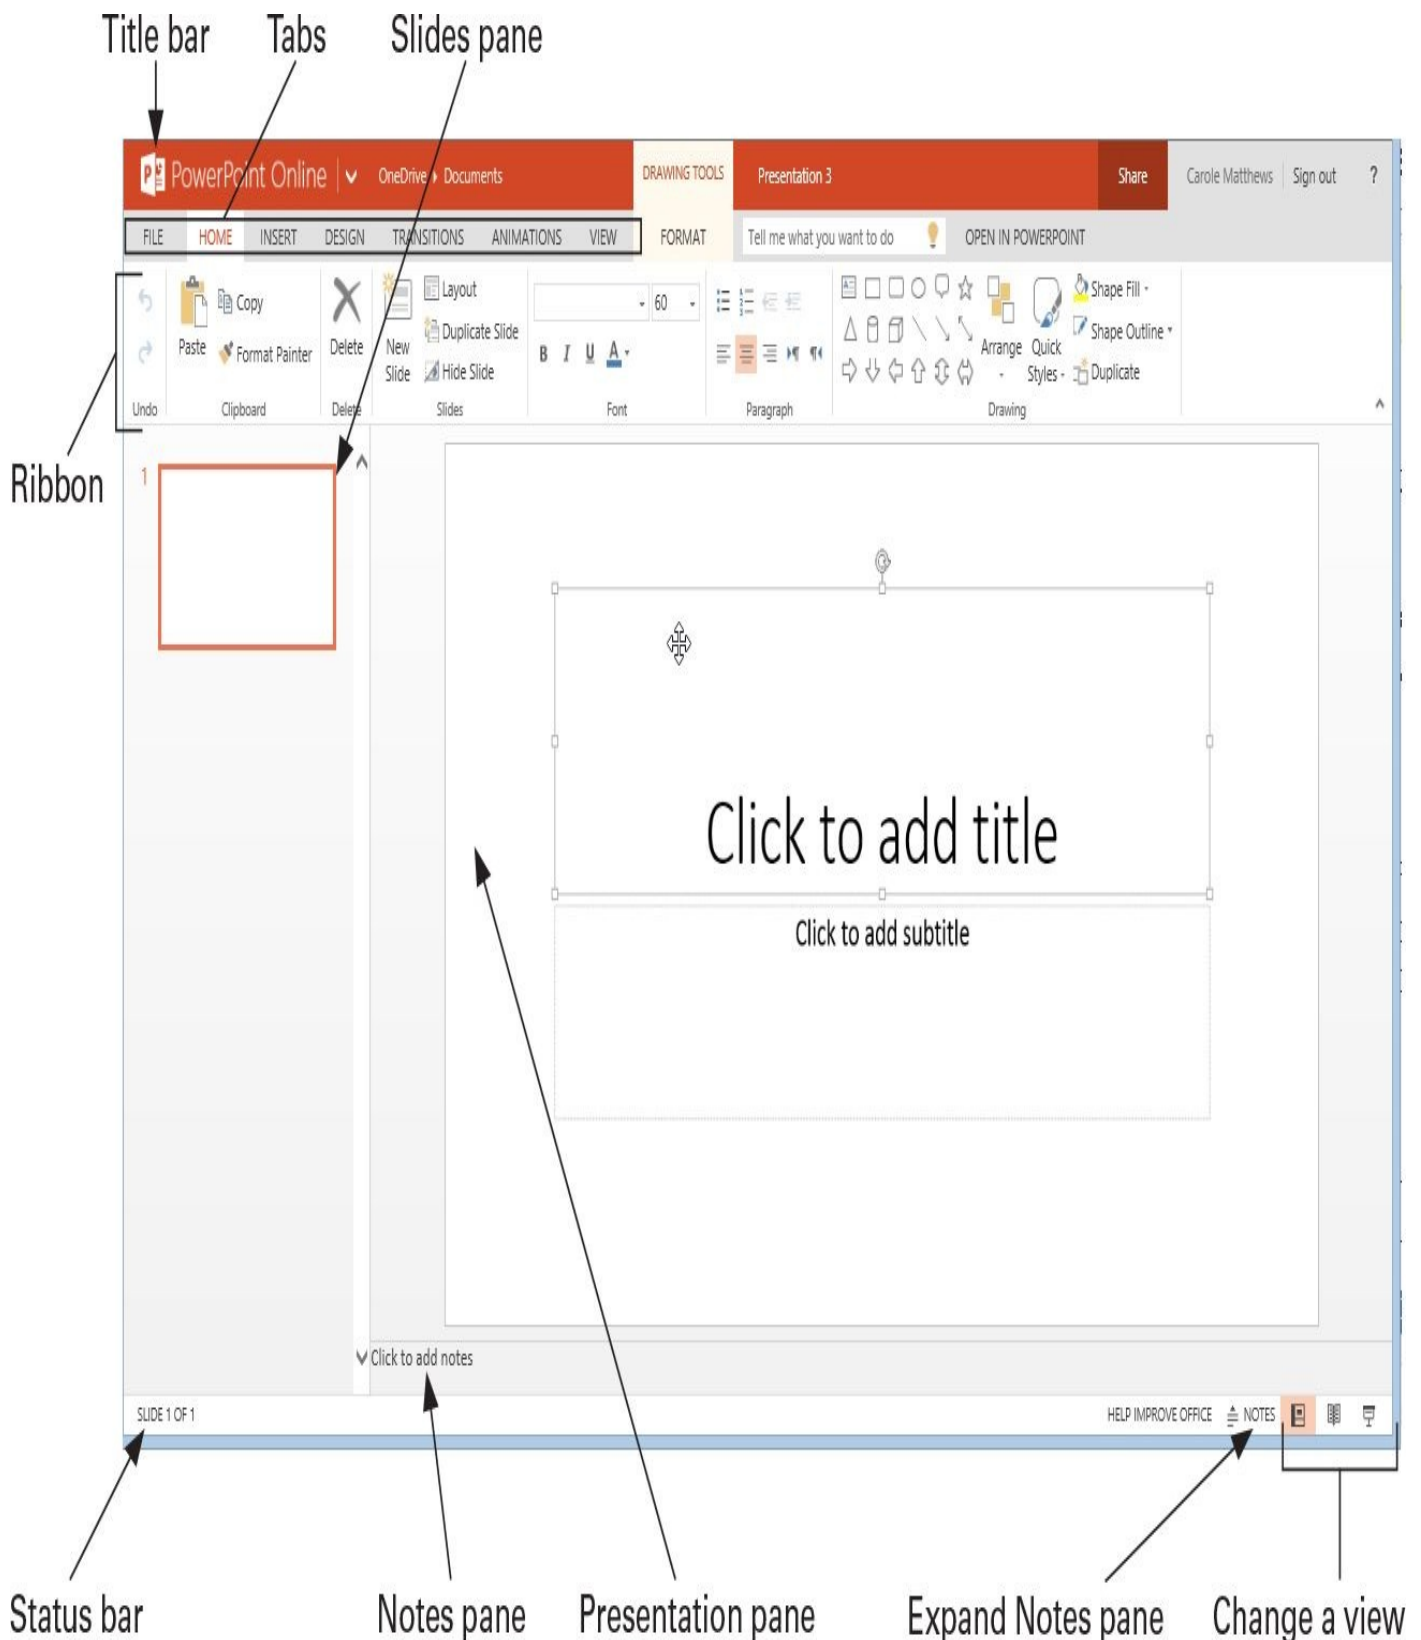 Title bar Tabs Slides pane
PowerPoint Online OneDrive Documents DRAWING TOOLS Presentation 3 Share Carole Matthews Sign out ?
FILE HOME INSERT DESIGN TRANSITIONS ANIMATIONS VIEW FORMAT Tell me what you want to do OPEN IN POWERPOINT
Copy Layout 60 Shape Fill
Paste Format Painter Delete New Slide Duplicate Slide Arrange Quick Styles Shape Outline
Hide Slide B I U A Duplicate
Undo Clipboard Delete Slides Font Paragraph Drawing
Ribbon
1
Click to add title
Click to add subtitle
Click to add notes
SLIDE 1 OF 1 HELP IMPROVE OFFICE NOTES
Status bar Notes pane Presentation pane Expand Notes pane Change a view